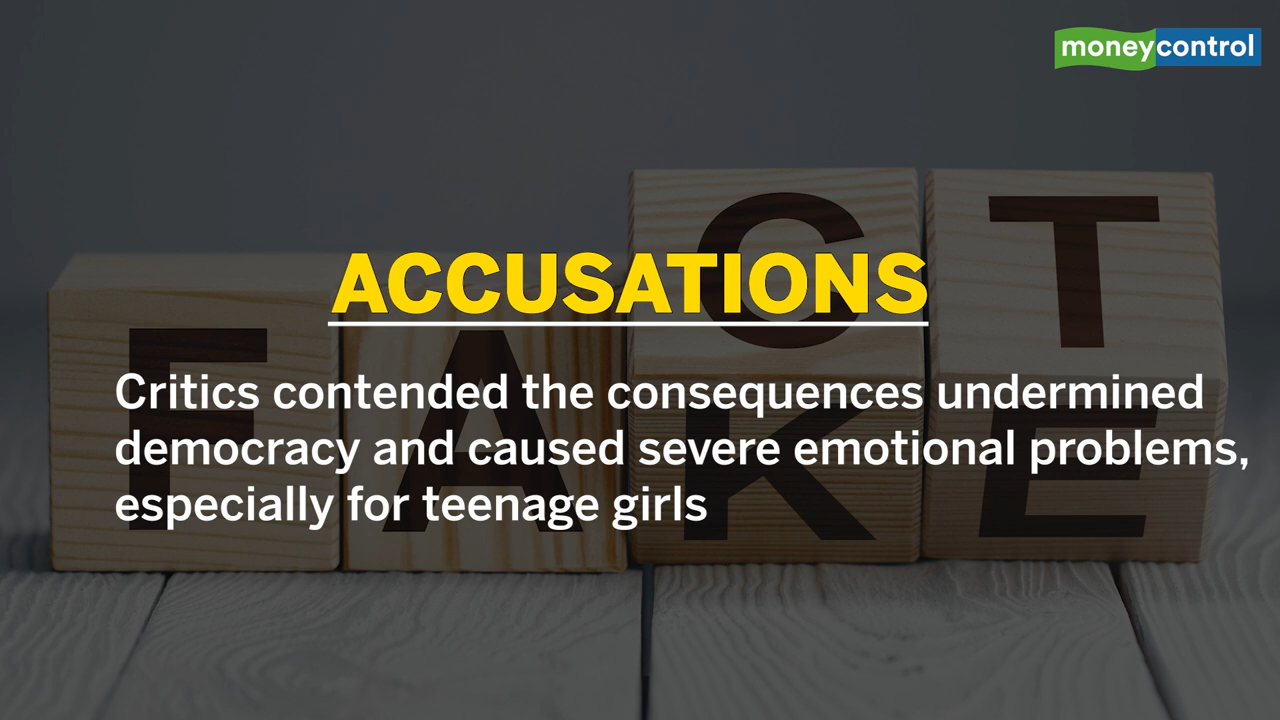 moneycontrol
C T
ACCUSATIONS
F A K E
Critics contended the consequences undermined
democracy and caused severe emotional problems,
especially for teenage girls